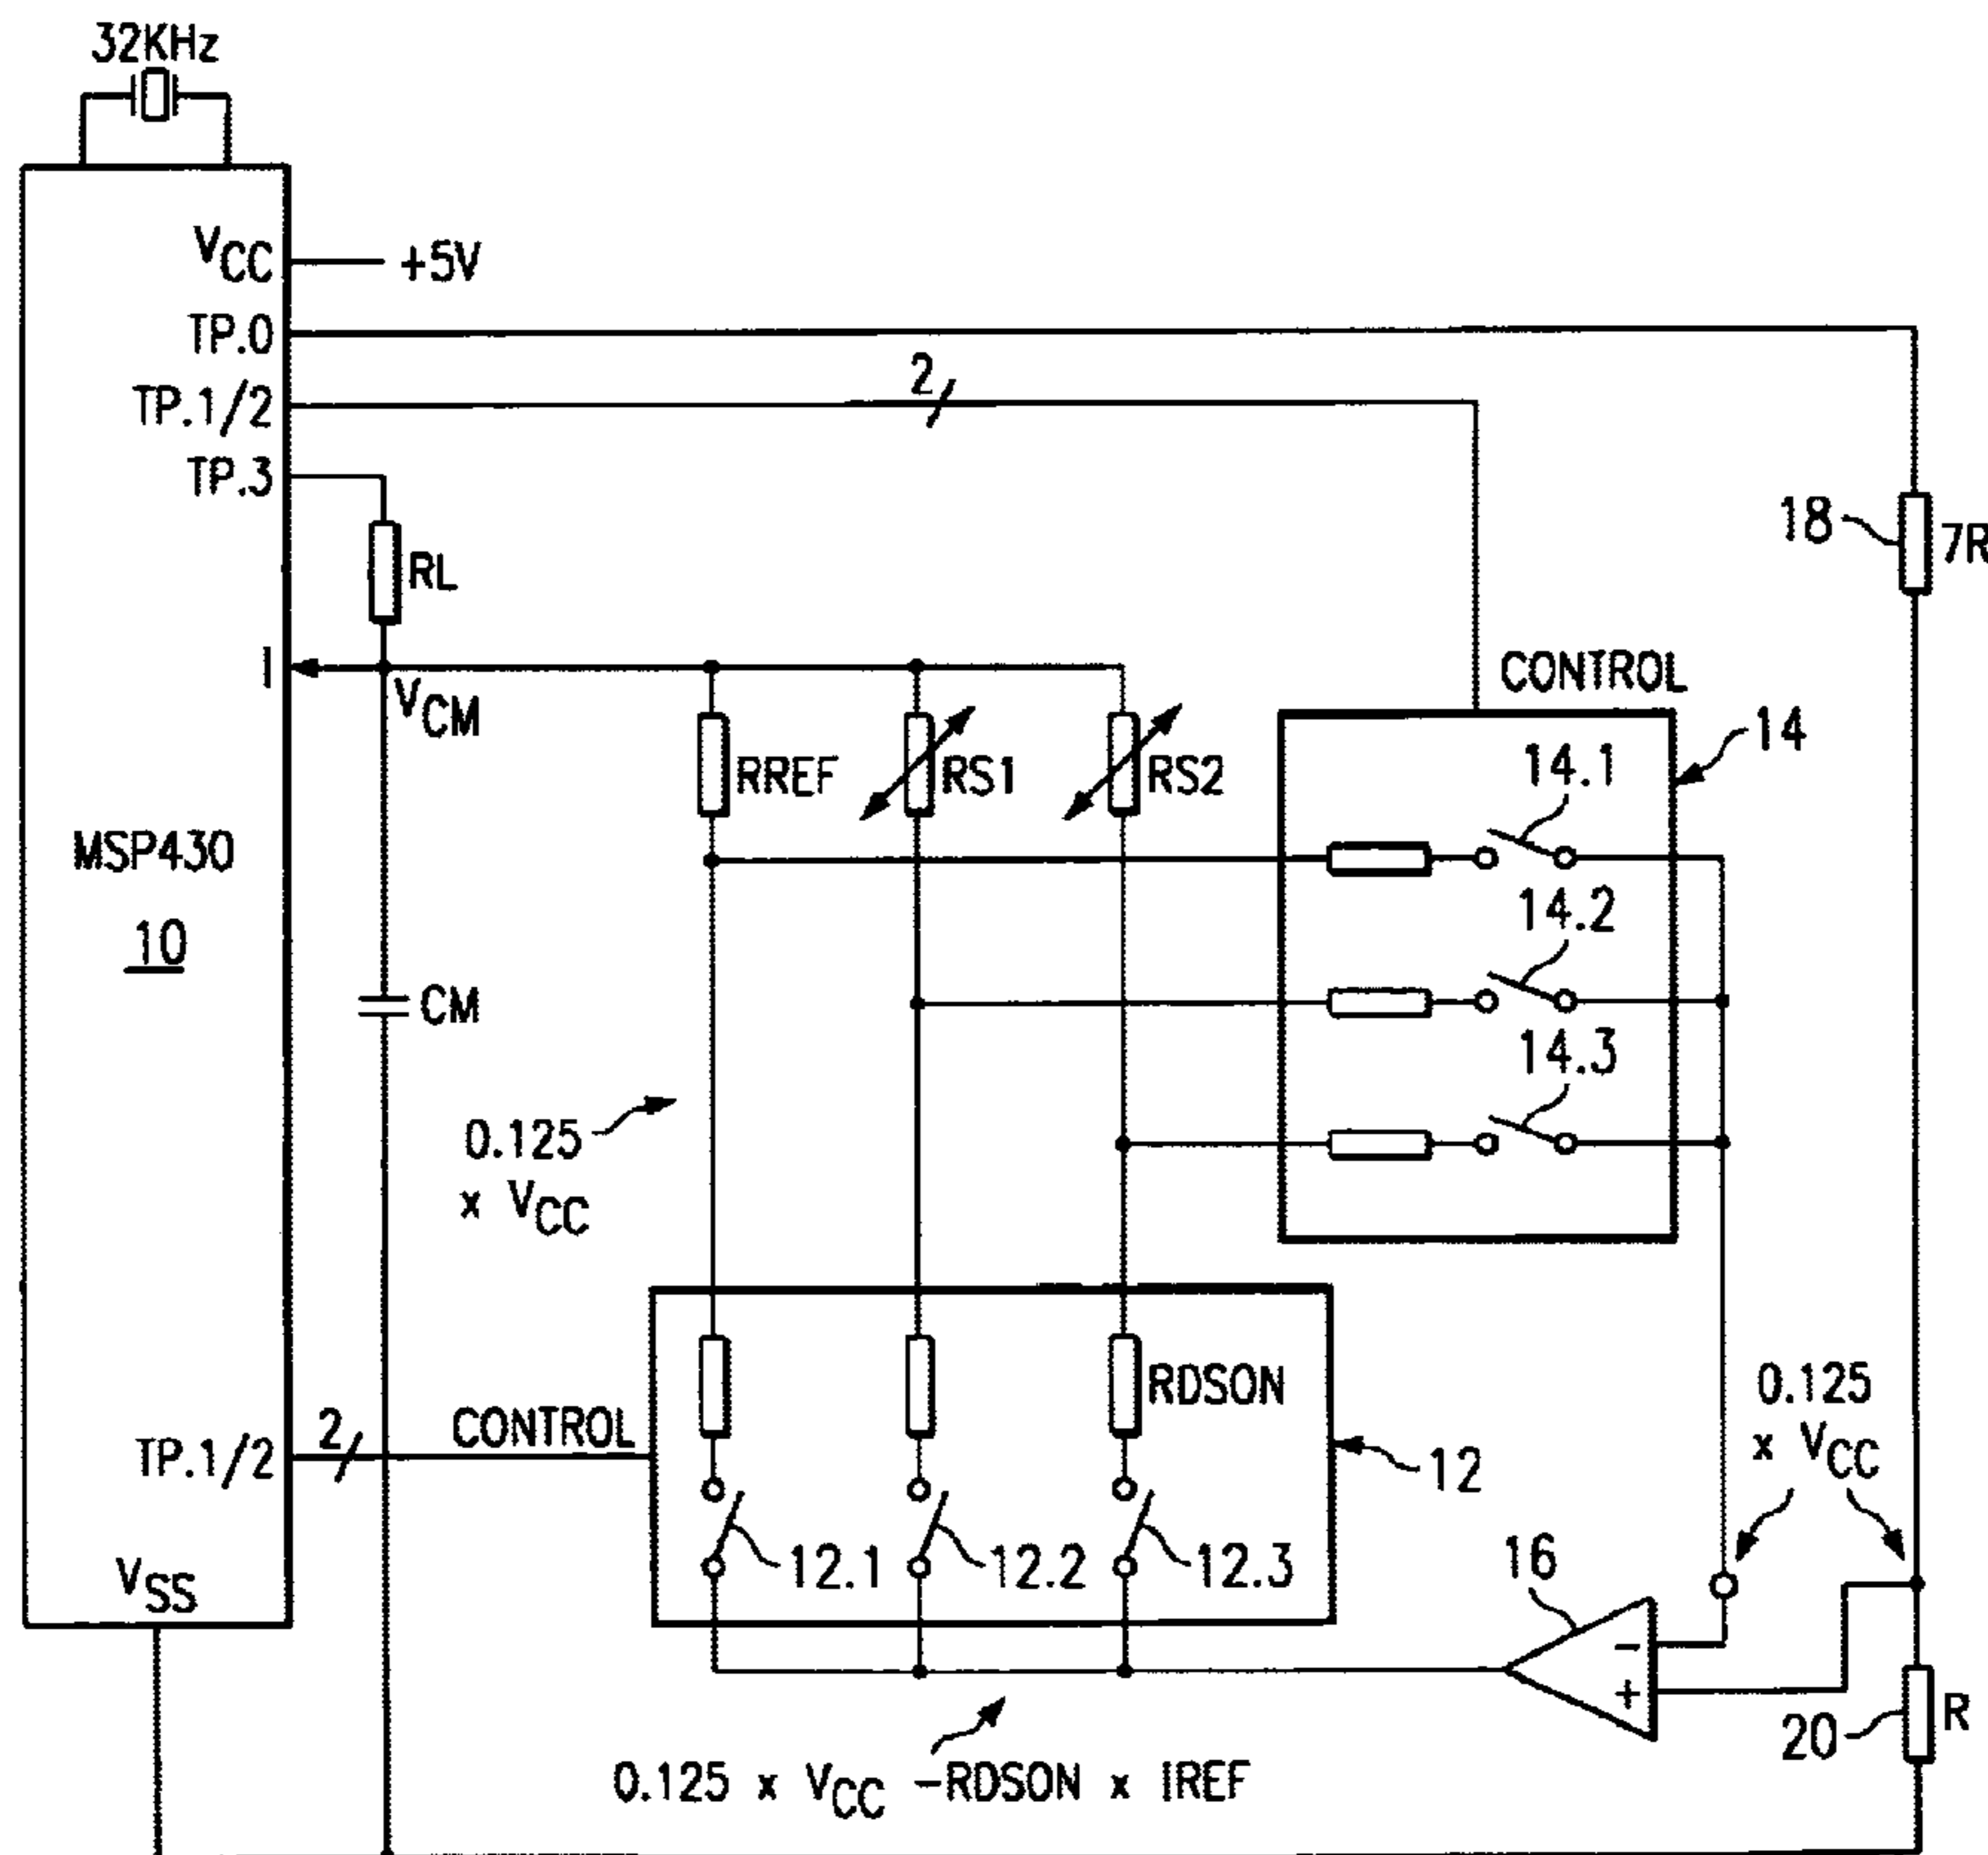 32KHz
VCC
+5V
TP.0
TP.1/2
2
TP.3
RL
18
7R
I
VCM
CONTROL
14
RREF
RS1
RS2
14.1
MSP430
10
14.2
CM
14.3
0.125
x VCC
RDSON
0.125
x VCC
TP.1/2
2
CONTROL
12
VSS
12.1
12.2
12.3
16
-
+
20
R
0.125 x VCC -RDSON x IREF